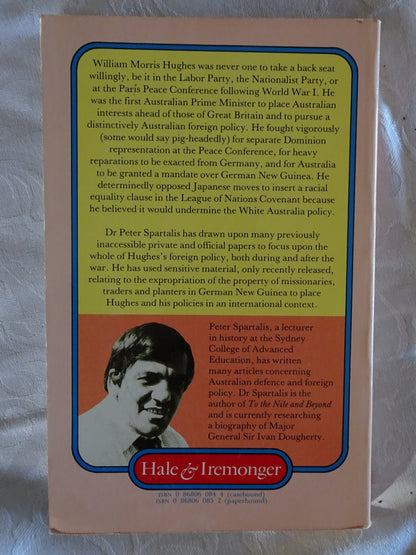 William Morris Hughes was never one to take a back seat
willingly, be it in the Labor Party, the Nationalist Party, or
at the Paris Peace Conference following World War I. He
was the first Australian Prime Minister to place Australian
interests ahead of those of Great Britain and to pursue a
distinctively Australian foreign policy. He fought vigorously
(some would say pig-headedly) for separate Dominion
representation at the Peace Conference, for heavy
reparations to be exacted from Germany, and for Australia
to be granted a mandate over German New Guinea. He
determinedly opposed Japanese moves to insert a racial
equality clause in the League of Nations Covenant because
he believed it would undermine the White Australia policy.
Dr Peter Spartalis has drawn upon many previously
inaccessible private and official papers to focus upon the
whole of Hughes's foreign policy, both during and after the
war. He has used sensitive material, only recently released,
relating to the expropriation of the property of missionaries,
traders and planters in German New Guinea to place
Hughes and his policies in an international context.
Peter Spartalis, a lecturer
in history at the Sydney
College of Advanced
Education, has written
many articles concerning
Australian defence and foreign
policy. Dr Spartalis is the
author of To the Nile and Beyond
and is currently researching
a biography of Major
General Sir Ivan Dougherty.
Hale & Iremonger
ISBN 0 86806 084 4 (casebound)
ISBN 0 86806 085 2 (paperbound)